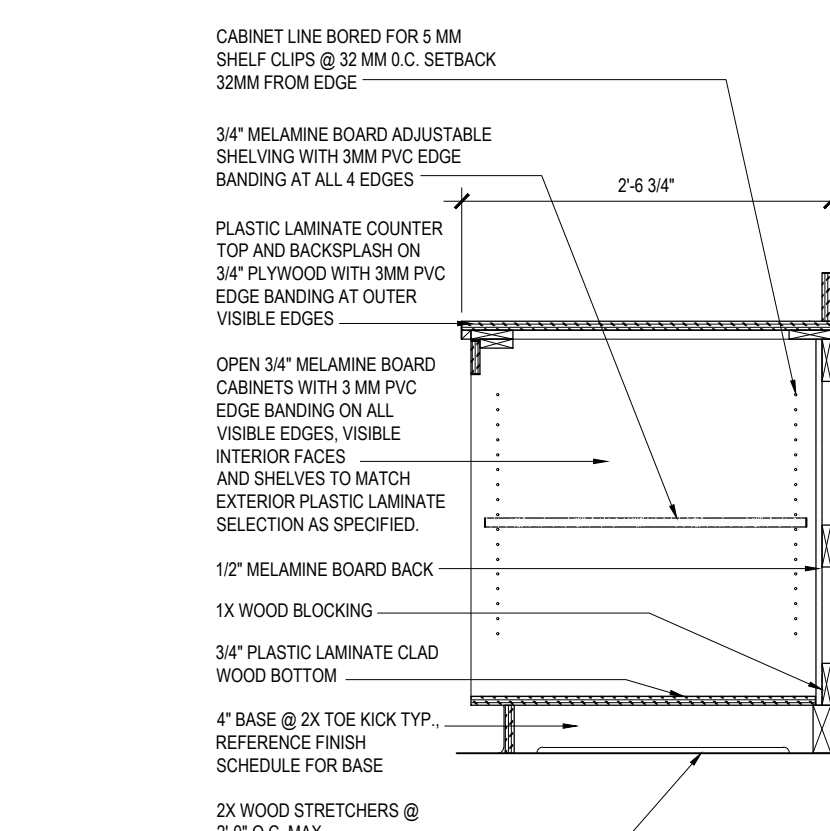 CABINET LINE BORED FOR 5 MM
SHELF CLIPS @ 32 MM 0.C. SETBACK
32MM FROM EDGE
3/4" MELAMINE BOARD ADJUSTABLE
SHELVING WITH 3MM PVC EDGE
BANDING AT ALL 4 EDGES
2'-6 3/4"
PLASTIC LAMINATE COUNTER
TOP AND BACKSPLASH ON
3/4" PLYWOOD WITH 3MM PVC
EDGE BANDING AT OUTER
VISIBLE EDGES
OPEN 3/4" MELAMINE BOARD
CABINETS WITH 3 MM PVC
EDGE BANDING ON ALL
VISIBLE EDGES, VISIBLE
INTERIOR FACES
AND SHELVES TO MATCH
EXTERIOR PLASTIC LAMINATE
SELECTION AS SPECIFIED.
1/2" MELAMINE BOARD BACK
1X WOOD BLOCKING
3/4" PLASTIC LAMINATE CLAD
WOOD BOTTOM
4" BASE @ 2X TOE KICK TYP.,
REFERENCE FINISH
SCHEDULE FOR BASE
2X WOOD STRETCHERS @
2'-0" O.C. MAX